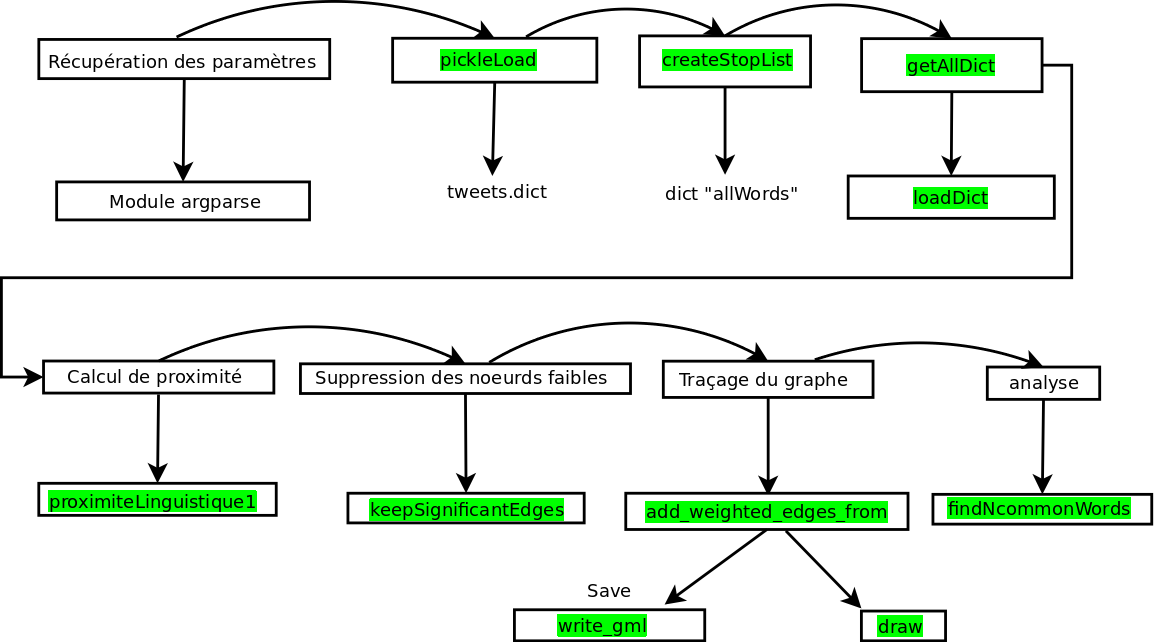 Récupération des paramètres
pickleLoad
createStopList
getAllDict
Module argparse
tweets.dict
dict "allWords"
loadDict
Calcul de proximité
Suppression des noeurds faibles
Traçage du graphe
analyse
proximiteLinguistique1
keepSignificantEdges
add_weighted_edges_from
findNcommonWords
Save
write_gml
draw